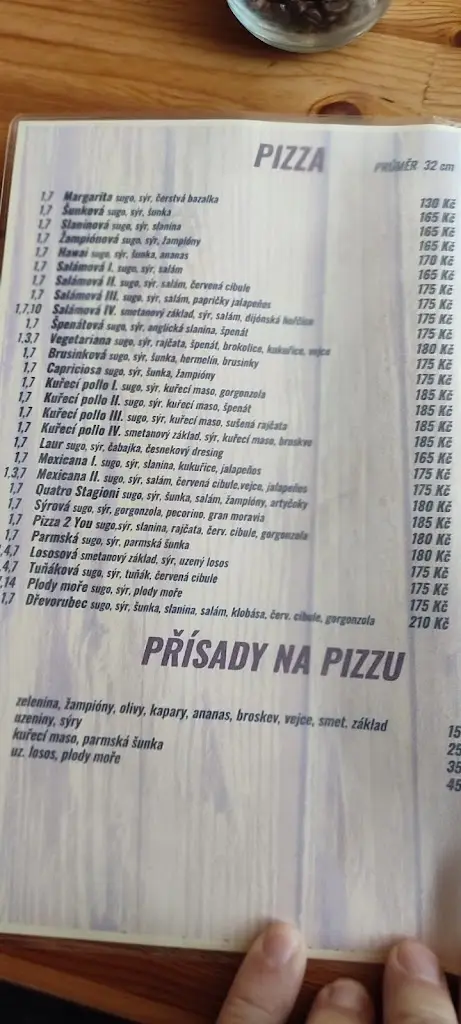 PIZZA PRŮMĚR 32 cm
1,7 Margarita sugo, sýr, čerstvá bazalka 130 Kč
1,7 Šunková sugo, sýr, šunka 165 Kč
1,7 Slaninová sugo, sýr, slanina 165 Kč
1,7 Žampiónová sugo, sýr, žampióny 165 Kč
1,7 Hawai sugo, sýr, šunka, ananas 170 Kč
1,7 Salámová I. sugo, sýr, salám 165 Kč
1,7 Salámová II. sugo, sýr, salám, červená cibule 175 Kč
1,7 Salámová III. sugo, sýr, salám, papričky jalapeños 175 Kč
1,7,10 Salámová IV. smetanový základ, sýr, salám, dijónská hořčice 175 Kč
1,7 Špenátová sugo, sýr, anglická slanina, špenát 175 Kč
1,3,7 Vegetariana sugo, sýr, rajčata, špenát, brokolice, kukuřice, vejce 180 Kč
1,7 Brusinková sugo, sýr, šunka, hermelín, brusinky 175 Kč
1,7 Capriciosa sugo, sýr, šunka, žampióny 175 Kč
1,7 Kuřecí pollo I. sugo, sýr, kuřecí maso, gorgonzola 185 Kč
1,7 Kuřecí pollo II. sugo, sýr, kuřecí maso, špenát 185 Kč
1,7 Kuřecí pollo III. sugo, sýr, kuřecí maso, sušená rajčata 185 Kč
1,7 Kuřecí pollo IV. smetanový základ, sýr, kuřecí maso, broskve 185 Kč
1,7 Laur sugo, sýr, čabajka, česnekový dresing 165 Kč
1,7 Mexicana I. sugo, sýr, slanina, kukuřice, jalapeños 175 Kč
1,3,7 Mexicana II. sugo, sýr, salám, červená cibule,vejce, jalapeños 175 Kč
1,7 Quatro Stagioni sugo, sýr, šunka, salám, žampióny, artyčoky 180 Kč
1,7 Sýrová sugo, sýr, gorgonzola, pecorino, gran moravia 185 Kč
1,7 Pizza 2 You sugo,sýr, slanina, rajčata, červ. cibule, gorgonzola 180 Kč
1,7 Parmská sugo, sýr, parmská šunka 180 Kč
,4,7 Lososová smetanový základ, sýr, uzený losos 175 Kč
,4,7 Tuňáková sugo, sýr, tuňák, červená cibule 175 Kč
,14 Plody moře sugo, sýr, plody moře 175 Kč
1,7 Dřevorubec sugo, sýr, šunka, slanina, salám, klobása, červ. cibule, gorgonzola 210 Kč
PŘÍSADY NA PIZZU
zelenina, žampióny, olivy, kapary, ananas, broskev, vejce, smet. základ 15
uzeniny, sýry 25
kuřecí maso, parmská šunka 35
uz. losos, plody moře 45